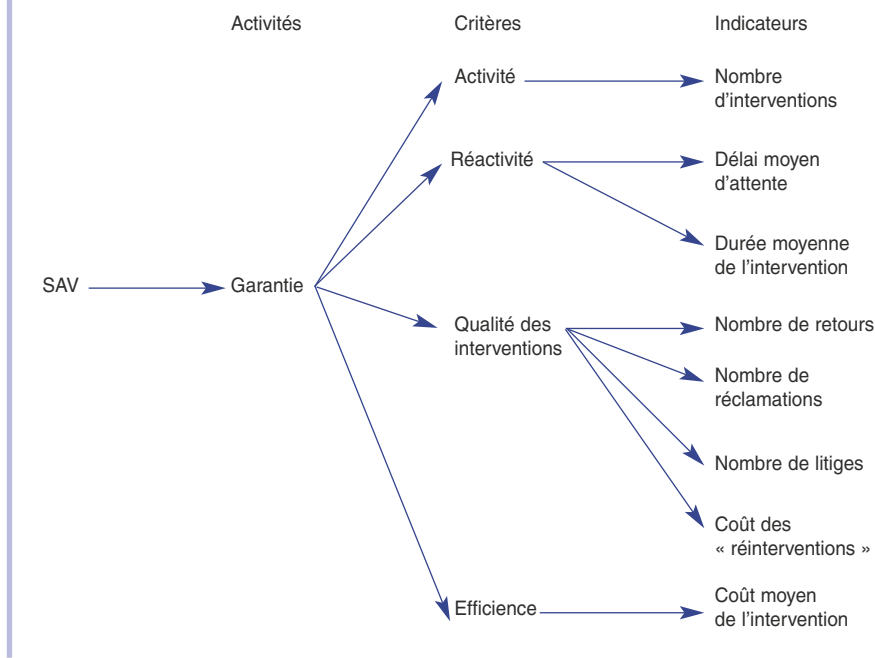 Activités
Critères
Indicateurs
Activité
Nombre
d'interventions
Réactivité
Délai moyen
d'attente
Durée moyenne
de l'intervention
SAV
Garantie
Qualité des
interventions
Nombre de retours
Nombre de
réclamations
Nombre de litiges
Coût des
« réinterventions »
Efficience
Coût moyen
de l'intervention